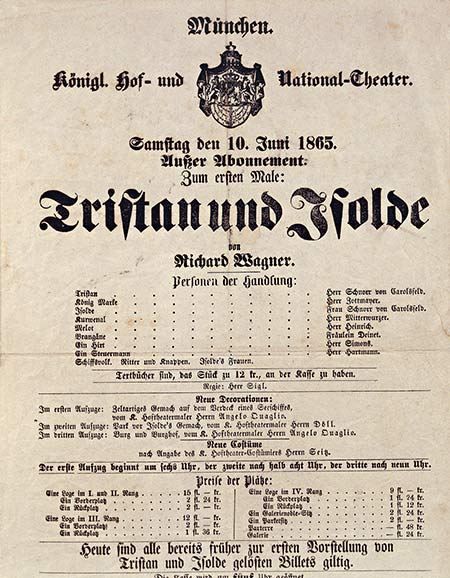 München.
Königl. Hof- und National-Theater.
Samstag den 10. Juni 1865.
Außer Abonnement.
Zum ersten Male:
Tristan und Isolde
von
Richard Wagner.
Personen der Handlung:
Tristan . . . . . . . . . . Herr Schnorr von Carolsfeld.
König Marke . . . . . . . . . . Herr Zottmayer.
Isolde . . . . . . . . . . Frau Schnorr von Carolsfeld.
Kurwenal . . . . . . . . . . Herr Mitterwurzer.
Melot . . . . . . . . . . Herr Heinrich.
Brangäne . . . . . . . . . . Fräulein Deinet.
Ein Hirt . . . . . . . . . . Herr Simons.
Ein Steuermann . . . . . . . . . . Herr Hartmann.
Schiffsvolk. Ritter und Knappen. Isolde's Frauen.
Textbücher sind, das Stück zu 12 kr., an der Kasse zu haben.
Regie: Herr Sigl.
Neue Decorationen:
Im ersten Aufzuge: Zeltartiges Gemach auf dem Verdeck eines Seeschiffes,
vom K. Hoftheatermaler Herrn Angelo Quaglio.
Im zweiten Aufzuge: Park vor Isolde's Gemach, vom K. Hoftheatermaler Herrn Döll.
Im dritten Aufzuge: Burg und Burghof, vom K. Hoftheatermaler Herrn Angelo Quaglio.
Neue Costüme
nach Angabe des K. Hoftheater-Costümiers Herrn Seitz.
Der erste Aufzug beginnt um sechs Uhr, der zweite nach halb acht Uhr, der dritte nach neun Uhr.
Preise der Plätze:
Eine Loge im I. und II. Rang . . 15 fl. — kr.
Ein Vorderplatz . . 2 fl. 24 kr.
Ein Rückplatz . . 2 fl. — kr.
Eine Loge im III. Rang . . 12 fl. — kr.
Ein Vorderplatz . . 2 fl. — kr.
Ein Rückplatz . . 1 fl. 36 kr.
Eine Loge im IV. Rang . . 9 fl. — kr.
Ein Vorderplatz . . 1 fl. 24 kr.
Ein Rückplatz . . 1 fl. 12 kr.
Ein Galerienoble-Sitz . . 2 fl. 24 kr.
Ein Parketsitz . . 2 fl. — kr.
Parterre . . — fl. 48 kr.
Galerie . . — fl. 24 kr.
Heute sind alle bereits früher zur ersten Vorstellung von
Tristan und Isolde gelösten Billets giltig.
Die Kasse wird um fünf Uhr geöffnet